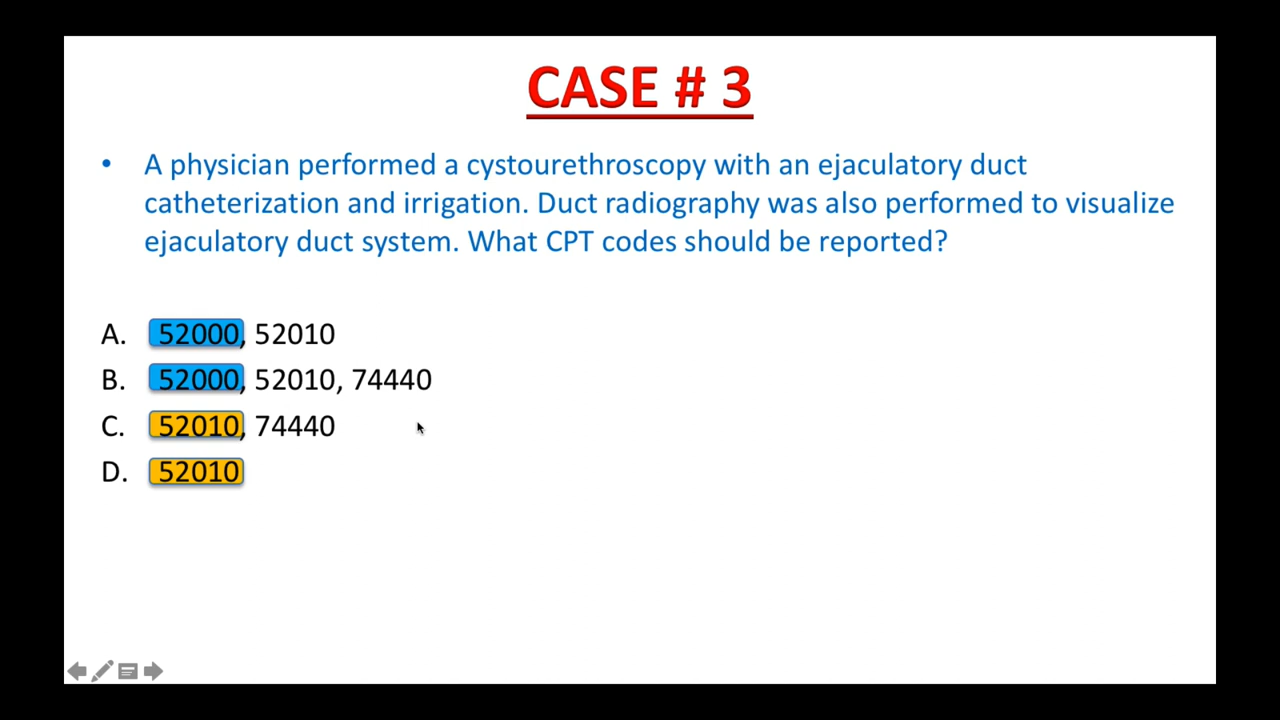 CASE # 3
• A physician performed a cystourethroscopy with an ejaculatory duct
catheterization and irrigation. Duct radiography was also performed to visualize
ejaculatory duct system. What CPT codes should be reported?
A. 52000, 52010
B. 52000, 52010, 74440
C. 52010, 74440
D. 52010